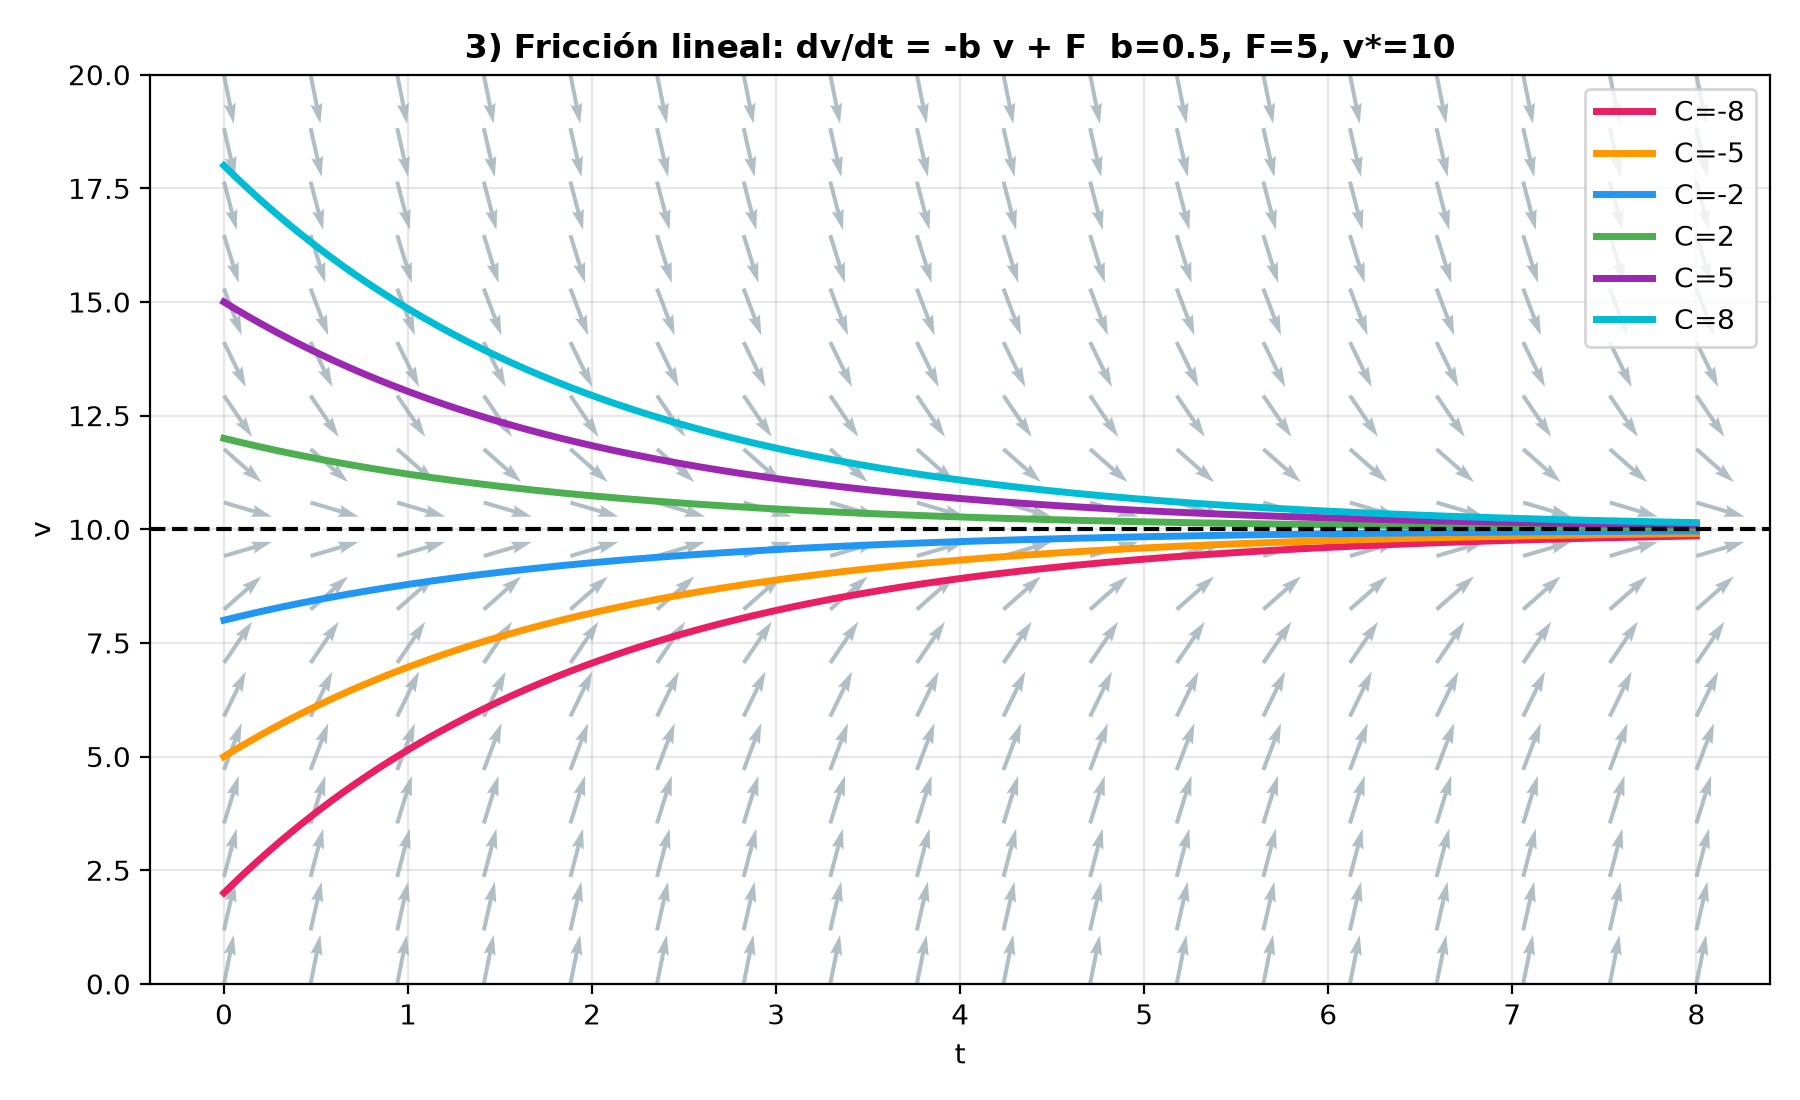 3) Fricción lineal: dv/dt = -b v + F  b=0.5, F=5, v*=10
20.0
17.5
15.0
12.5
10.0
7.5
5.0
2.5
0.0
v
C=-8
C=-5
C=-2
C=2
C=5
C=8
0 1 2 3 4 5 6 7 8
t